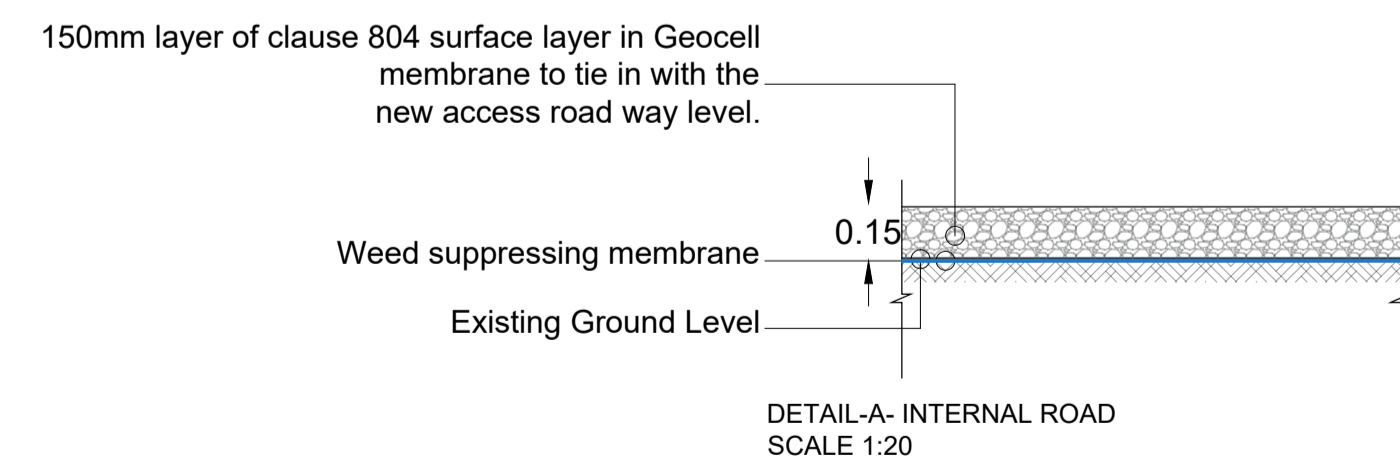 150mm layer of clause 804 surface layer in Geocell
membrane to tie in with the
new access road way level.
0.15
Weed suppressing membrane
Existing Ground Level
DETAIL-A- INTERNAL ROAD
SCALE 1:20